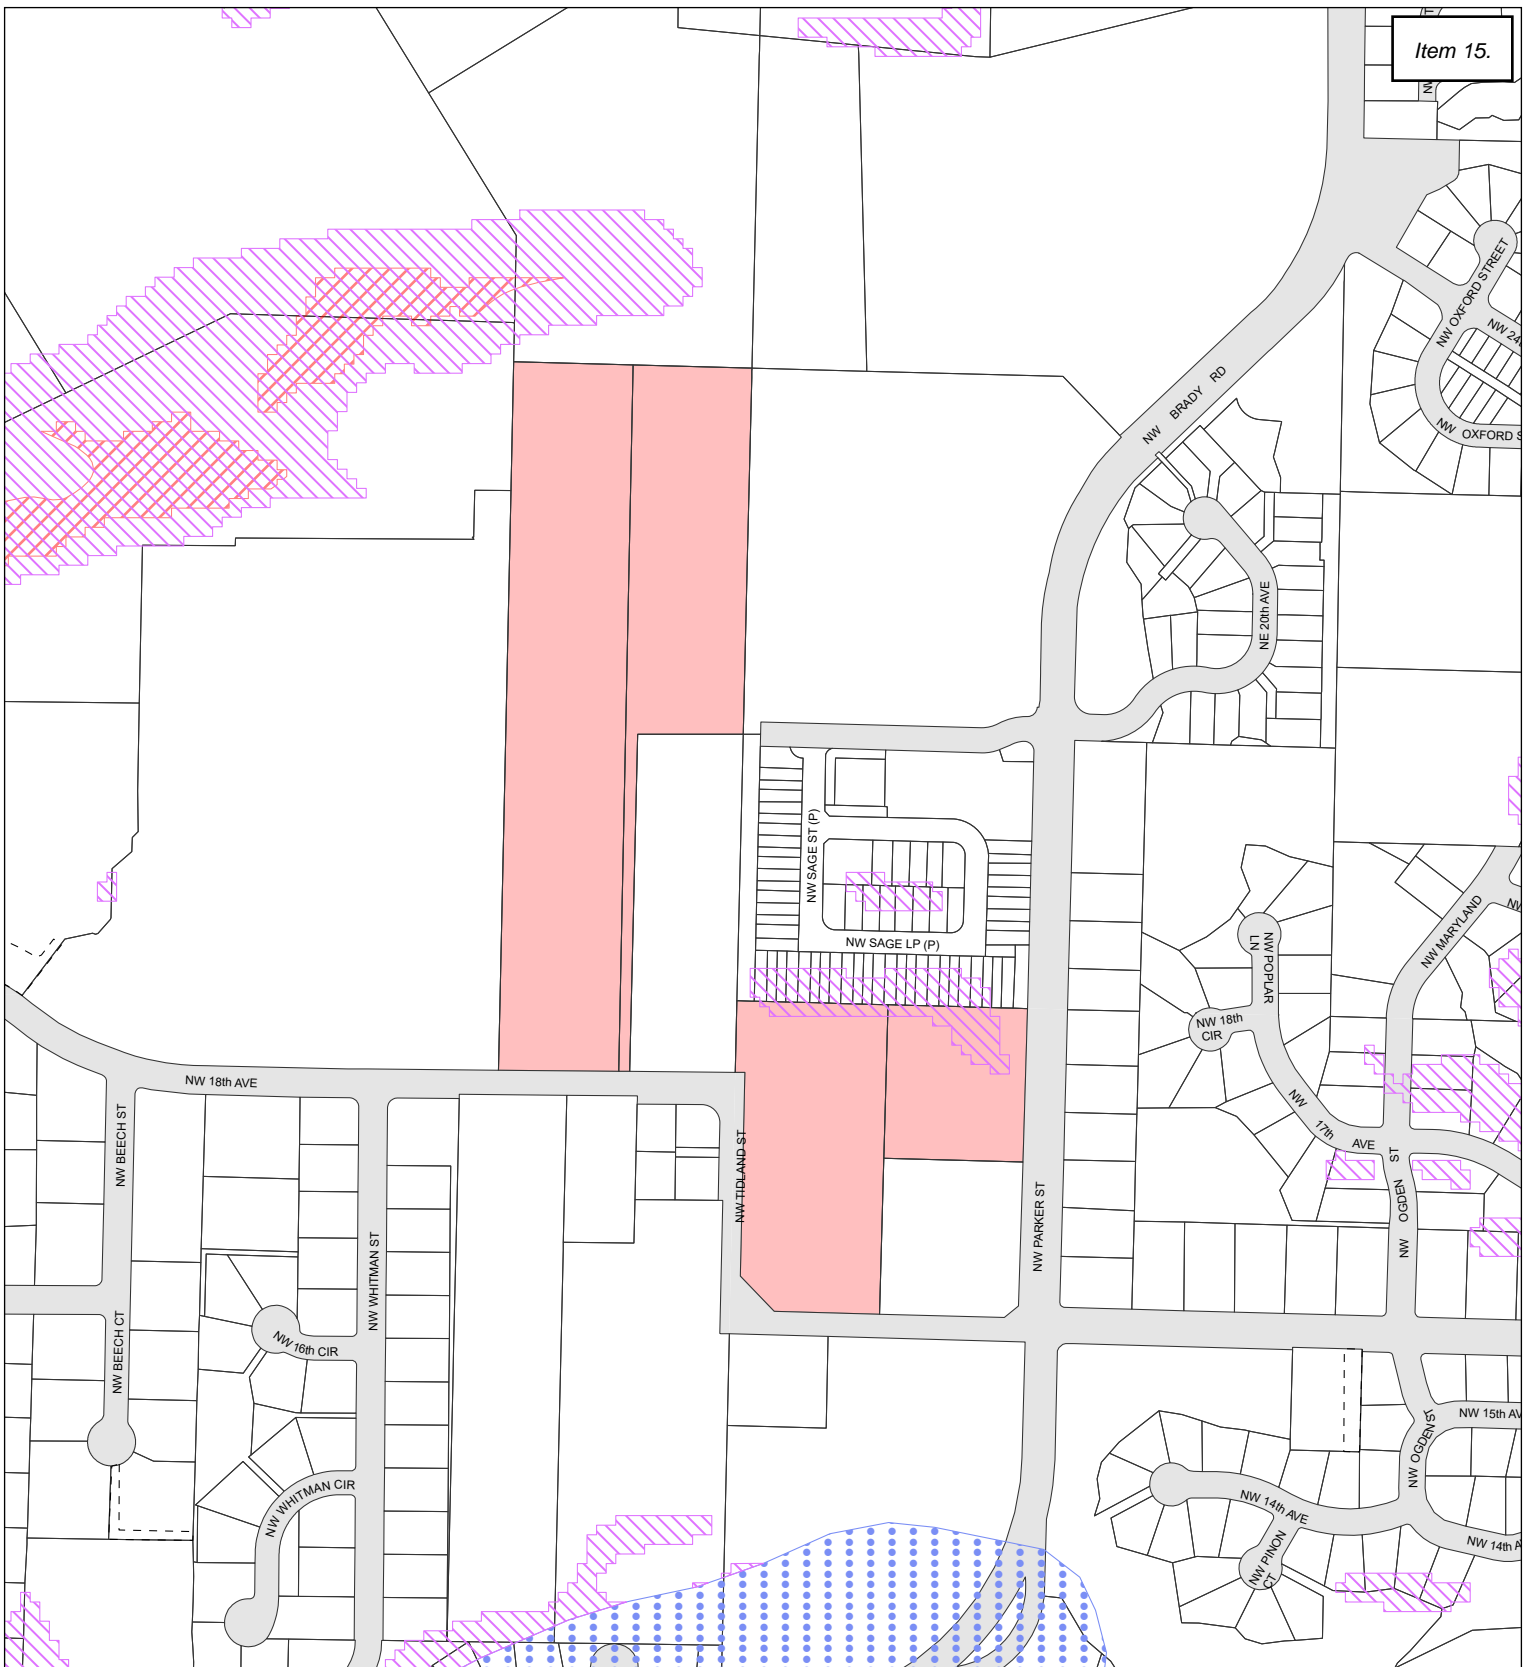 Item 15.
NW OXFORD STREET
NW 24
NW OXFORD S
NW BRADY RD
NE 20th AVE
NW SAGE ST (P)
NW SAGE LP (P)
NW MARYLAND
NW
NW POPLAR
LN
NW 18th
CIR
NW 17th AVE
NW OGDEN ST
NW 18th AVE
NW BEECH ST
NW TIDLAND ST
NW PARKER ST
NW WHITMAN ST
NW BEECH CT
NW 16th CIR
NW WHITMAN CIR
NW 15th AV
NW OGDEN ST
NW 14th AVE
NW 14th A
NW PINON
CT